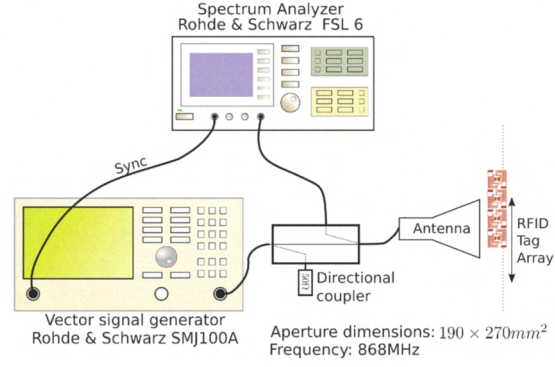 Spectrum Analyzer
Rohde & Schwarz FSL 6
Sync
Antenna
RFID
Tag
Array
50Ω
Directional
coupler
Vector signal generator
Rohde & Schwarz SMJ100A
Aperture dimensions: 190 × 270mm²
Frequency: 868MHz